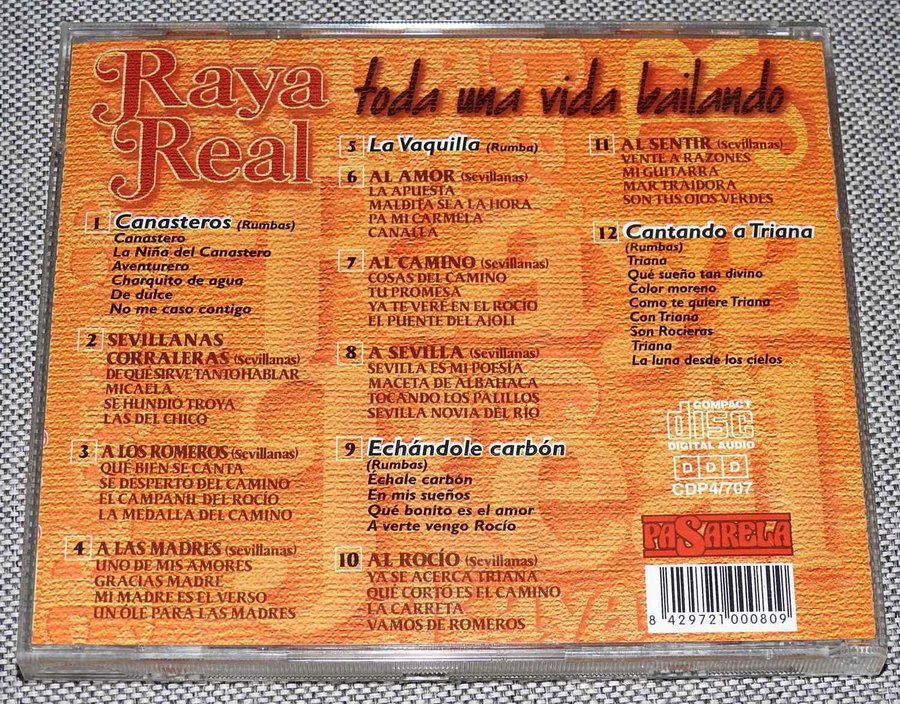 Raya
Real
toda una vida bailando
1 Canasteros (Rumbas)
Canastero
La Niña del Canastero
Aventurero
Charquito de agua
De dulce
No me caso contigo
2 SEVILLANAS
CORRALERAS (Sevillanas)
DE QUE SIRVE TANTO HABLAR
MICAELA
SE HUNDIÓ TROYA
LAS DEL CHICO
3 A LOS ROMEROS (Sevillanas)
QUÉ BIEN SE CANTA
SE DESPERTO DEL CAMINO
EL CAMPANIL DEL ROCÍO
LA MEDALLA DEL CAMINO
4 A LAS MADRES (Sevillanas)
UNO DE MIS AMORES
GRACIAS MADRE
MI MADRE ES EL VERSO
UN OLE PARA LAS MADRES
5 La Vaquilla (Rumba)
6 AL AMOR (Sevillanas)
LA APUESTA
MALDITA SEA LA HORA
PA MI CARMELA
CANALLA
7 AL CAMINO (Sevillanas)
COSAS DEL CAMINO
TU PROMESA
YA TE VERÉ EN EL ROCÍO
EL PUENTE DEL AJOLI
8 A SEVILLA (Sevillanas)
SEVILLA ES MI POESÍA
MACETA DE ALBAHACA
TOCANDO LOS PALILLOS
SEVILLA NOVIA DEL RÍO
9 Echándole carbón
(Rumbas)
Échale carbón
En mis sueños
Qué bonito es el amor
A verte vengo Rocío
10 AL ROCÍO (Sevillanas)
YA SE ACERCA TRIANA
QUE CORTO ES EL CAMINO
LA CARRETA
VAMOS DE ROMEROS
11 AL SENTIR (Sevillanas)
VENTE A RAZONES
MI GUITARRA
MAR TRAIDORA
SON TUS OJOS VERDES
12 Cantando a Triana
(Rumbas)
Triana
Qué sueño tan divino
Color moreno
Como te quiere Triana
Con Triana
Son Rocieras
Triana
La luna desde los cielos
COMPACT
disc
DIGITAL AUDIO
DDD
CDP4/707
PASARELA
8 429721 000809